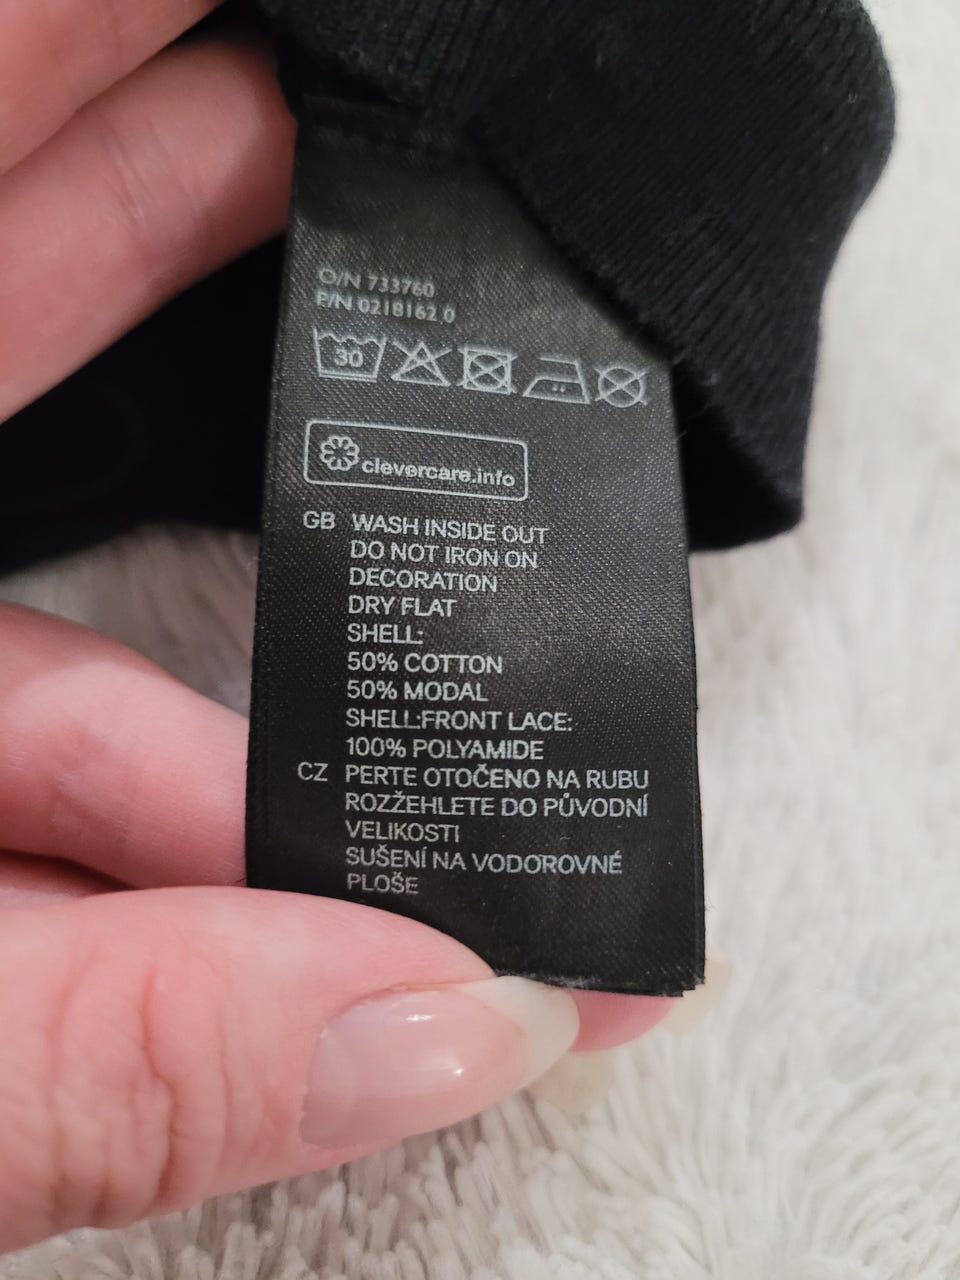 O/N 733760
P/N 0218162.0
30
clevercare.info
GB WASH INSIDE OUT
DO NOT IRON ON
DECORATION
DRY FLAT
SHELL:
50% COTTON
50% MODAL
SHELL:FRONT LACE:
100% POLYAMIDE
CZ PERTE OTOČENO NA RUBU
ROZŽEHLETE DO PŮVODNÍ
VELIKOSTI
SUŠENÍ NA VODOROVNÉ
PLOŠE